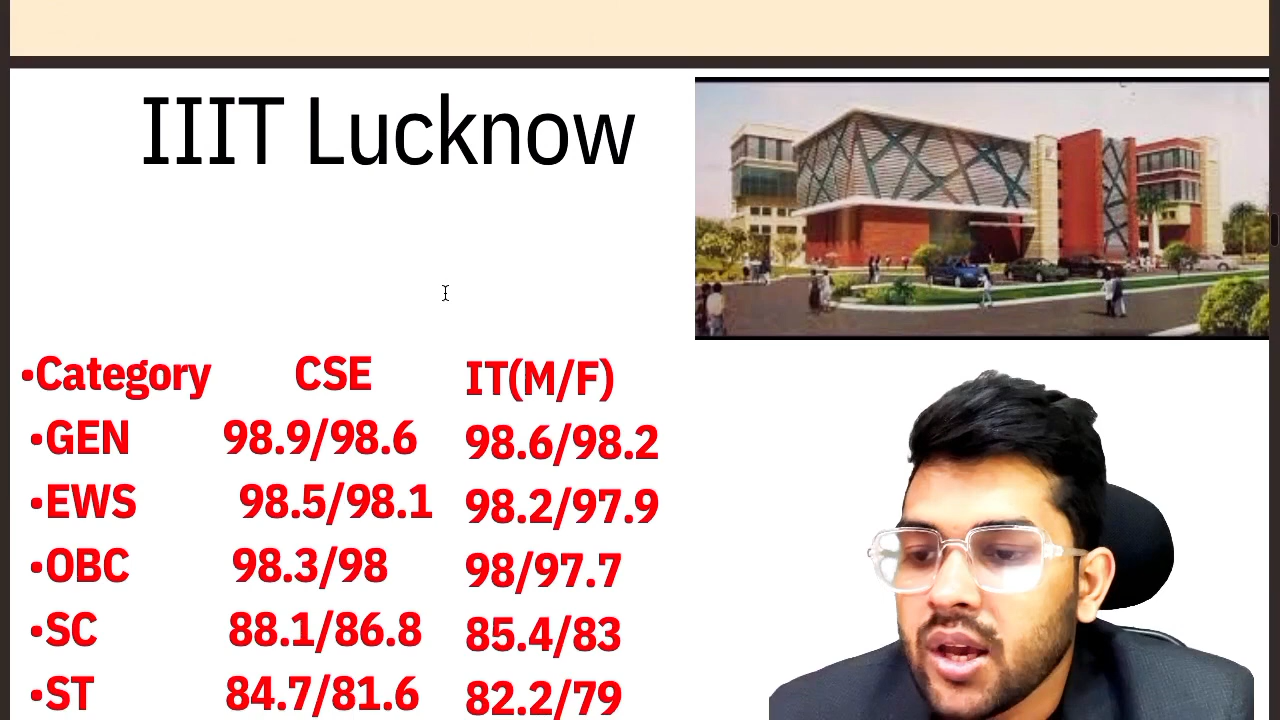 IIIT Lucknow
•Category CSE IT(M/F)
•GEN 98.9/98.6 98.6/98.2
•EWS 98.5/98.1 98.2/97.9
•OBC 98.3/98 98/97.7
•SC 88.1/86.8 85.4/83
•ST 84.7/81.6 82.2/79